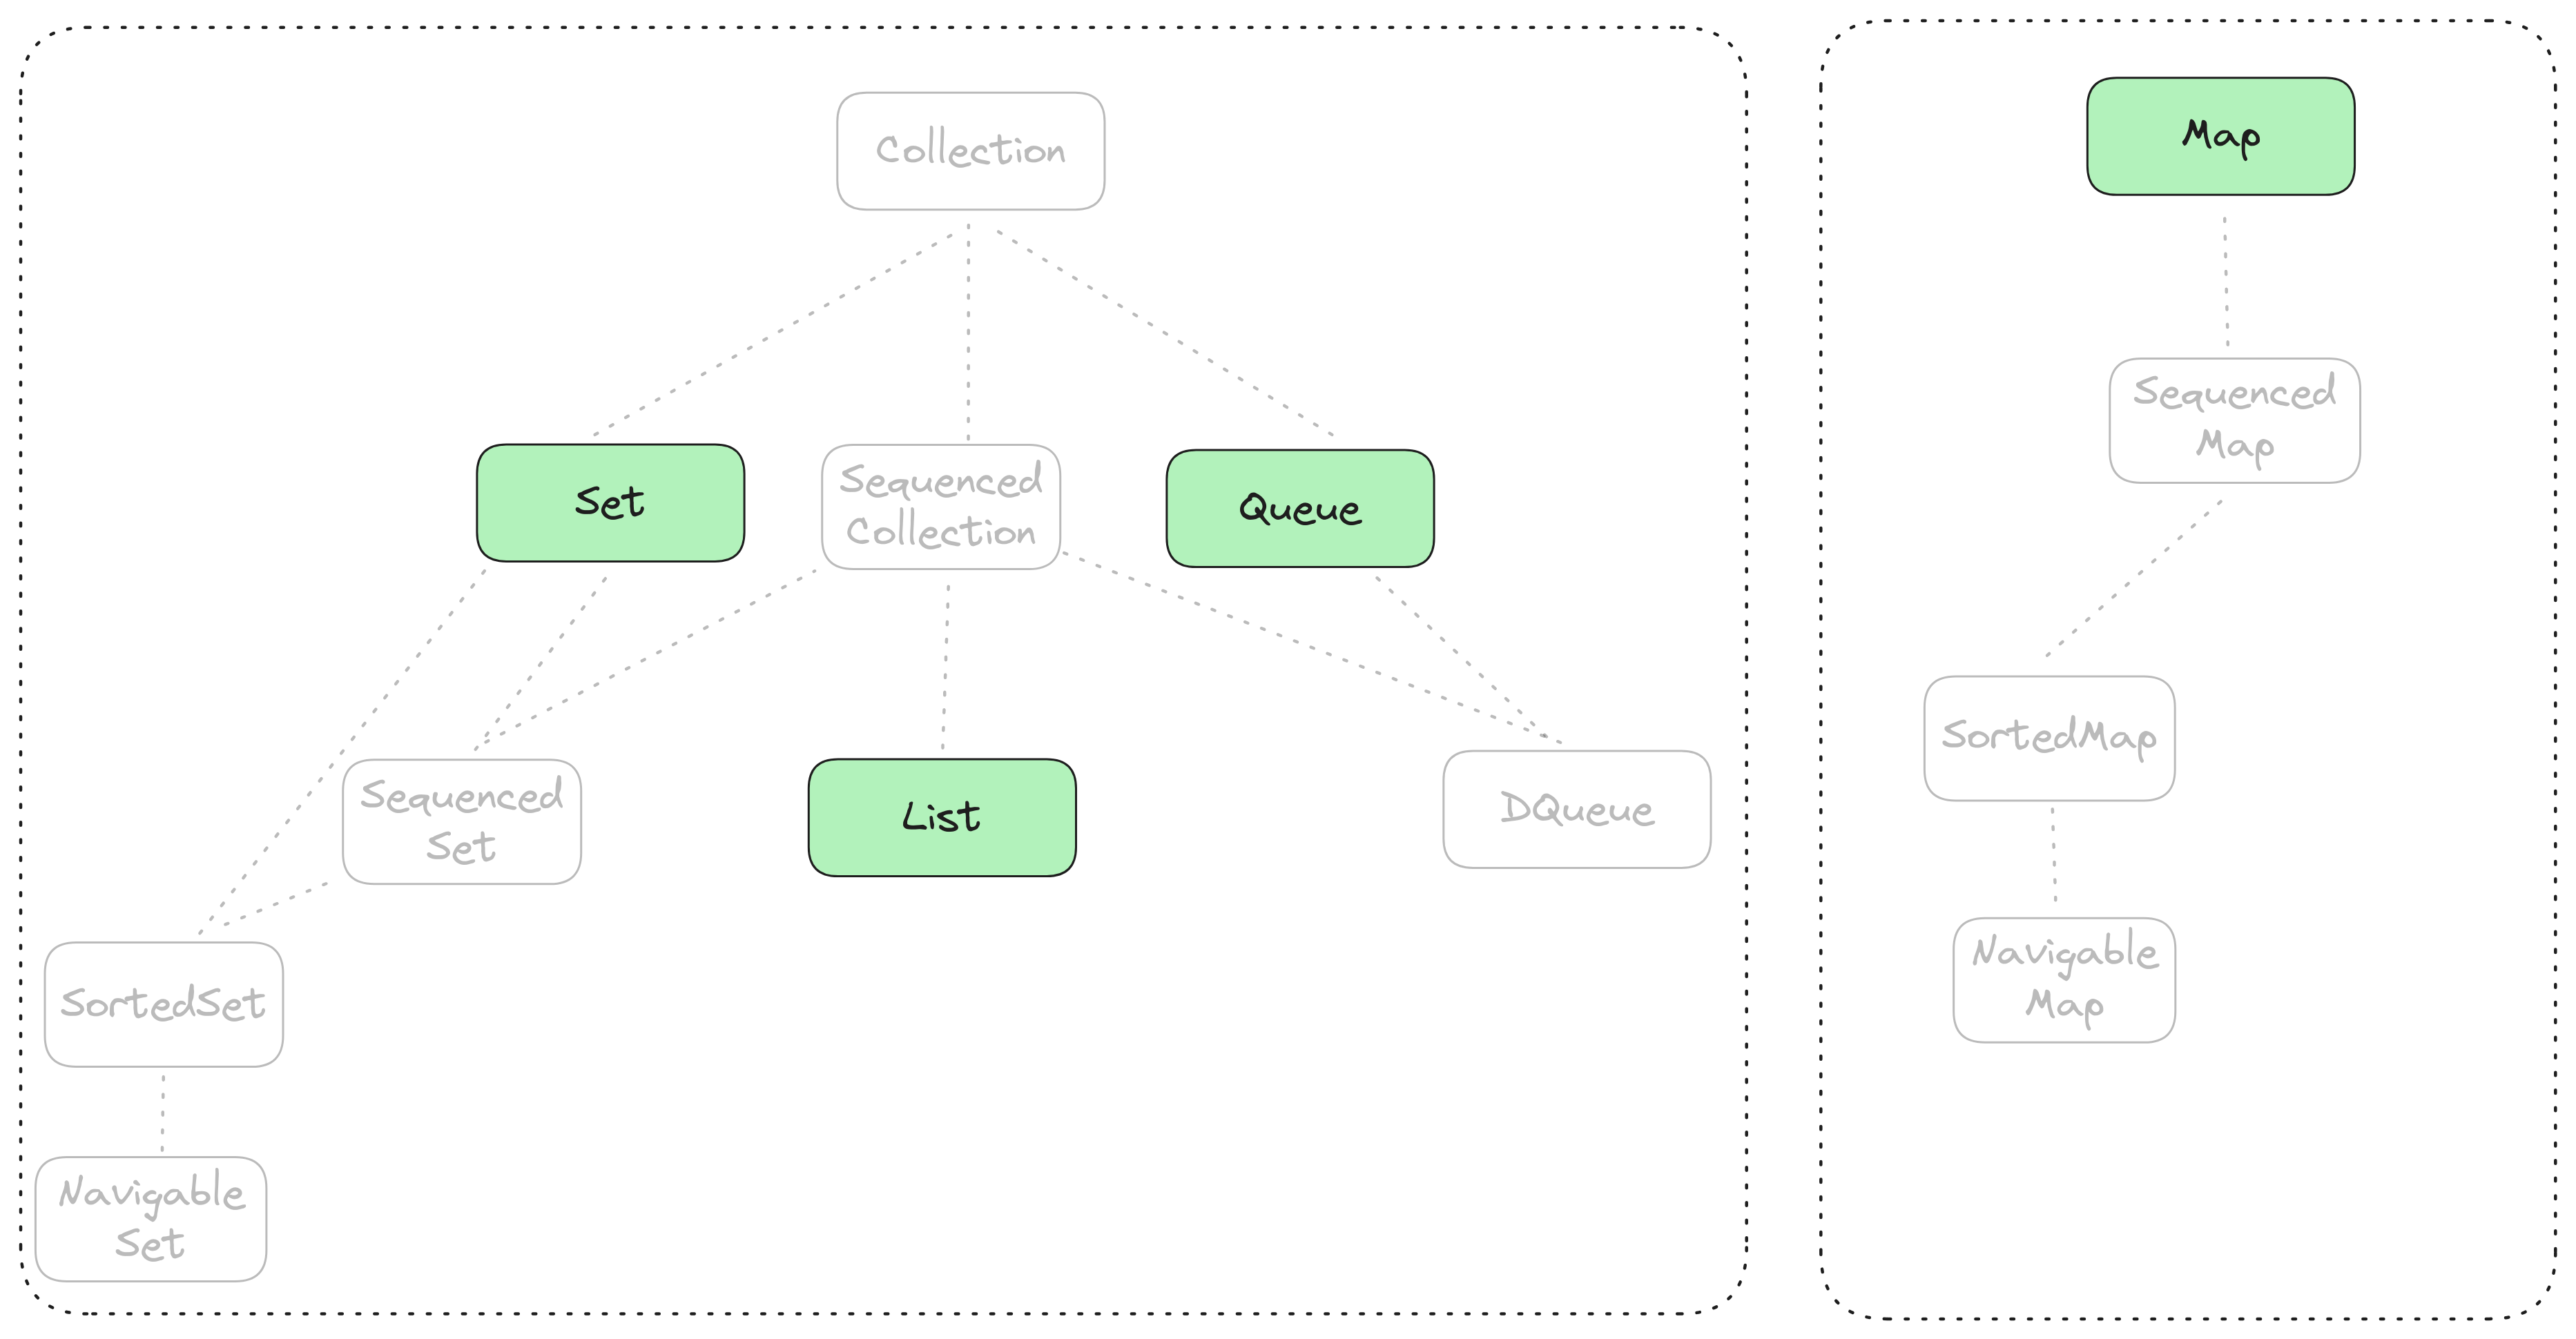 Collection
Map
Set
Sequenced
Collection
Queue
Sequenced
Map
Sequenced
Set
List
DQueue
SortedMap
SortedSet
Navigable
Map
Navigable
Set